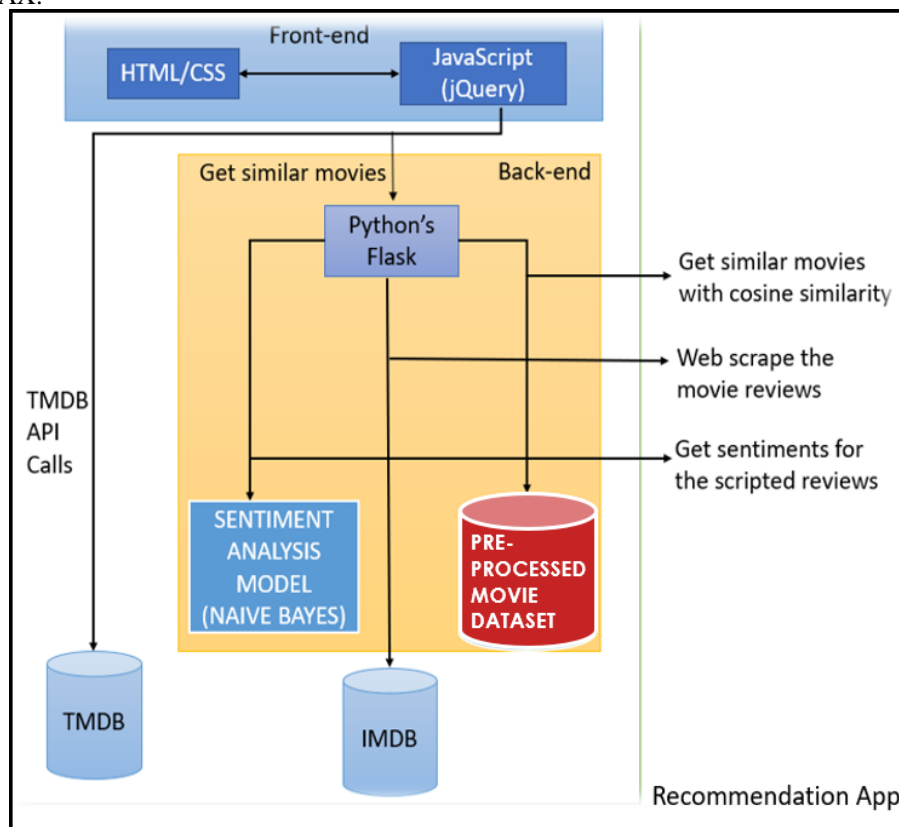 AX.
Front-end
HTML/CSS
JavaScript
(jQuery)
Get similar movies
Back-end
Python's
Flask
Get similar movies
with cosine similarity
Web scrape the
movie reviews
TMDB
API
Calls
Get sentiments for
the scripted reviews
SENTIMENT
ANALYSIS
MODEL
(NAIVE BAYES)
PRE-
PROCESSED
MOVIE
DATASET
TMDB
IMDB
Recommendation App